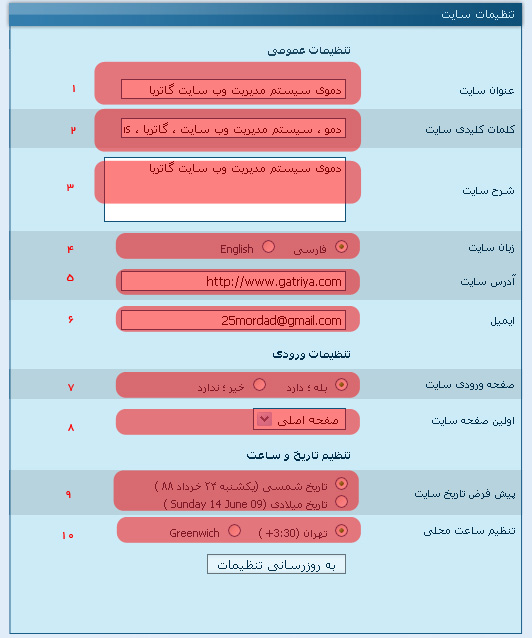 تنظیمات سایت
تنظیمات عمومی
عنوان سایت دموی سیستم مدیریت وب سایت گاتریا ۱
کلمات کلیدی سایت دمو ، سیستم مدیریت وب سایت ، گاتریا ، ۲
شرح سایت دموی سیستم مدیریت وب سایت گاتریا ۳
زبان سایت فارسی English ۴
آدرس سایت http://www.gatriya.com ۵
ایمیل 25mordad@gmail.com ۶
تنظیمات ورودی
صفحه ورودی سایت بله ؛ دارد خیر ؛ ندارد ۷
اولین صفحه سایت صفحه اصلی ۸
تنظیم تاریخ و ساعت
پیش فرض تاریخ سایت تاریخ شمسی (یکشنبه ۲۴ خرداد ۸۸ ) ۹
تاریخ میلادی (Sunday 14 June 09 )
تنظیم ساعت محلی تهران (3:30+ ) Greenwich ۱۰
به روزرسانی تنظیمات